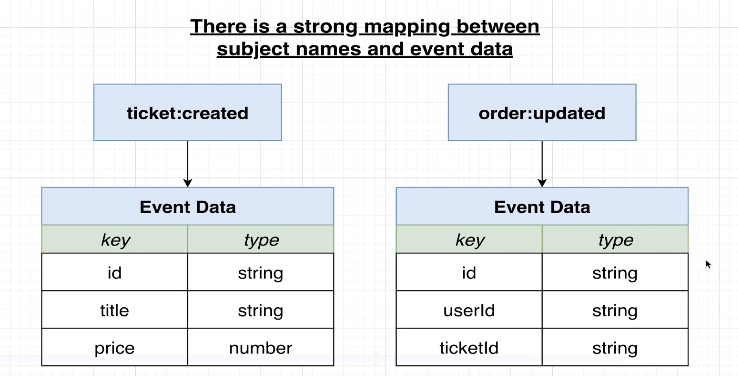 There is a strong mapping between
subject names and event data
ticket:created
order:updated
Event Data
key type
id string
title string
price number
Event Data
key type
id string
userId string
ticketId string